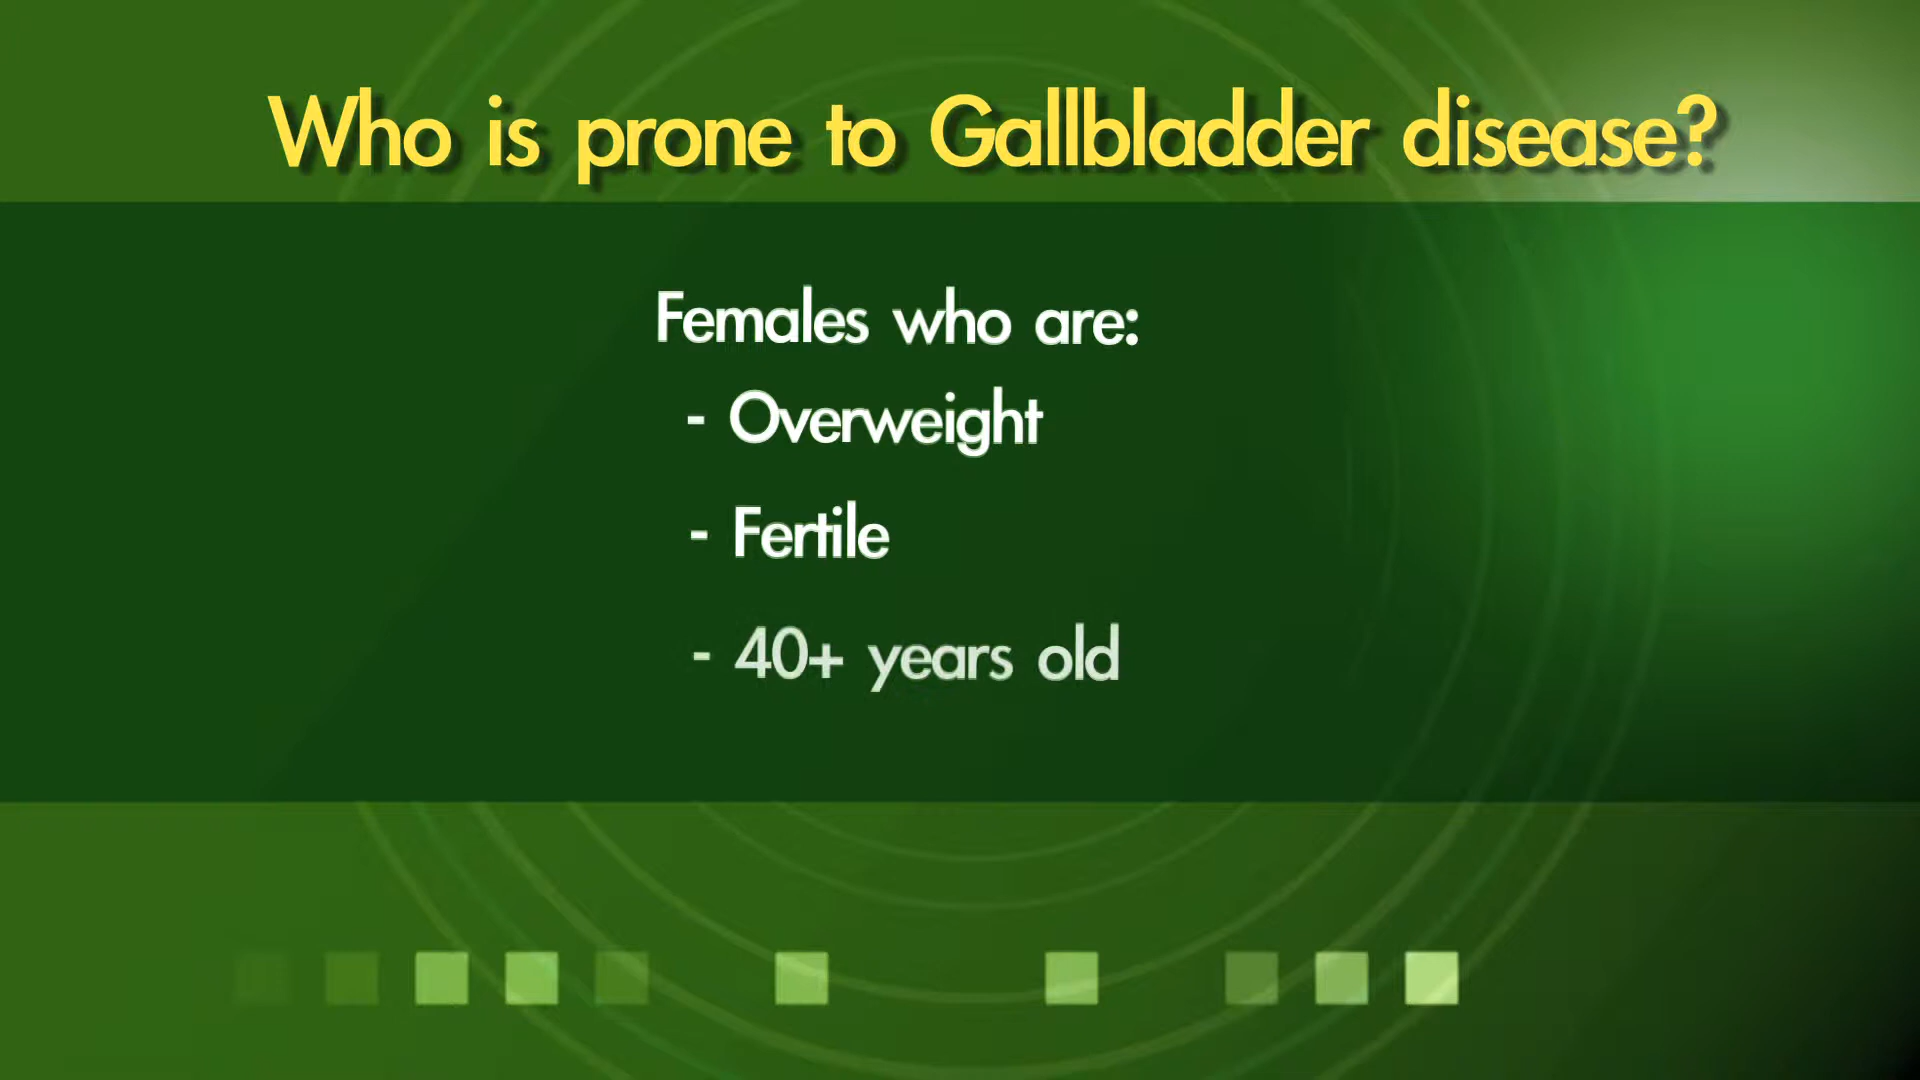 Who is prone to Gallbladder disease?
Females who are:
- Overweight
- Fertile
- 40+ years old